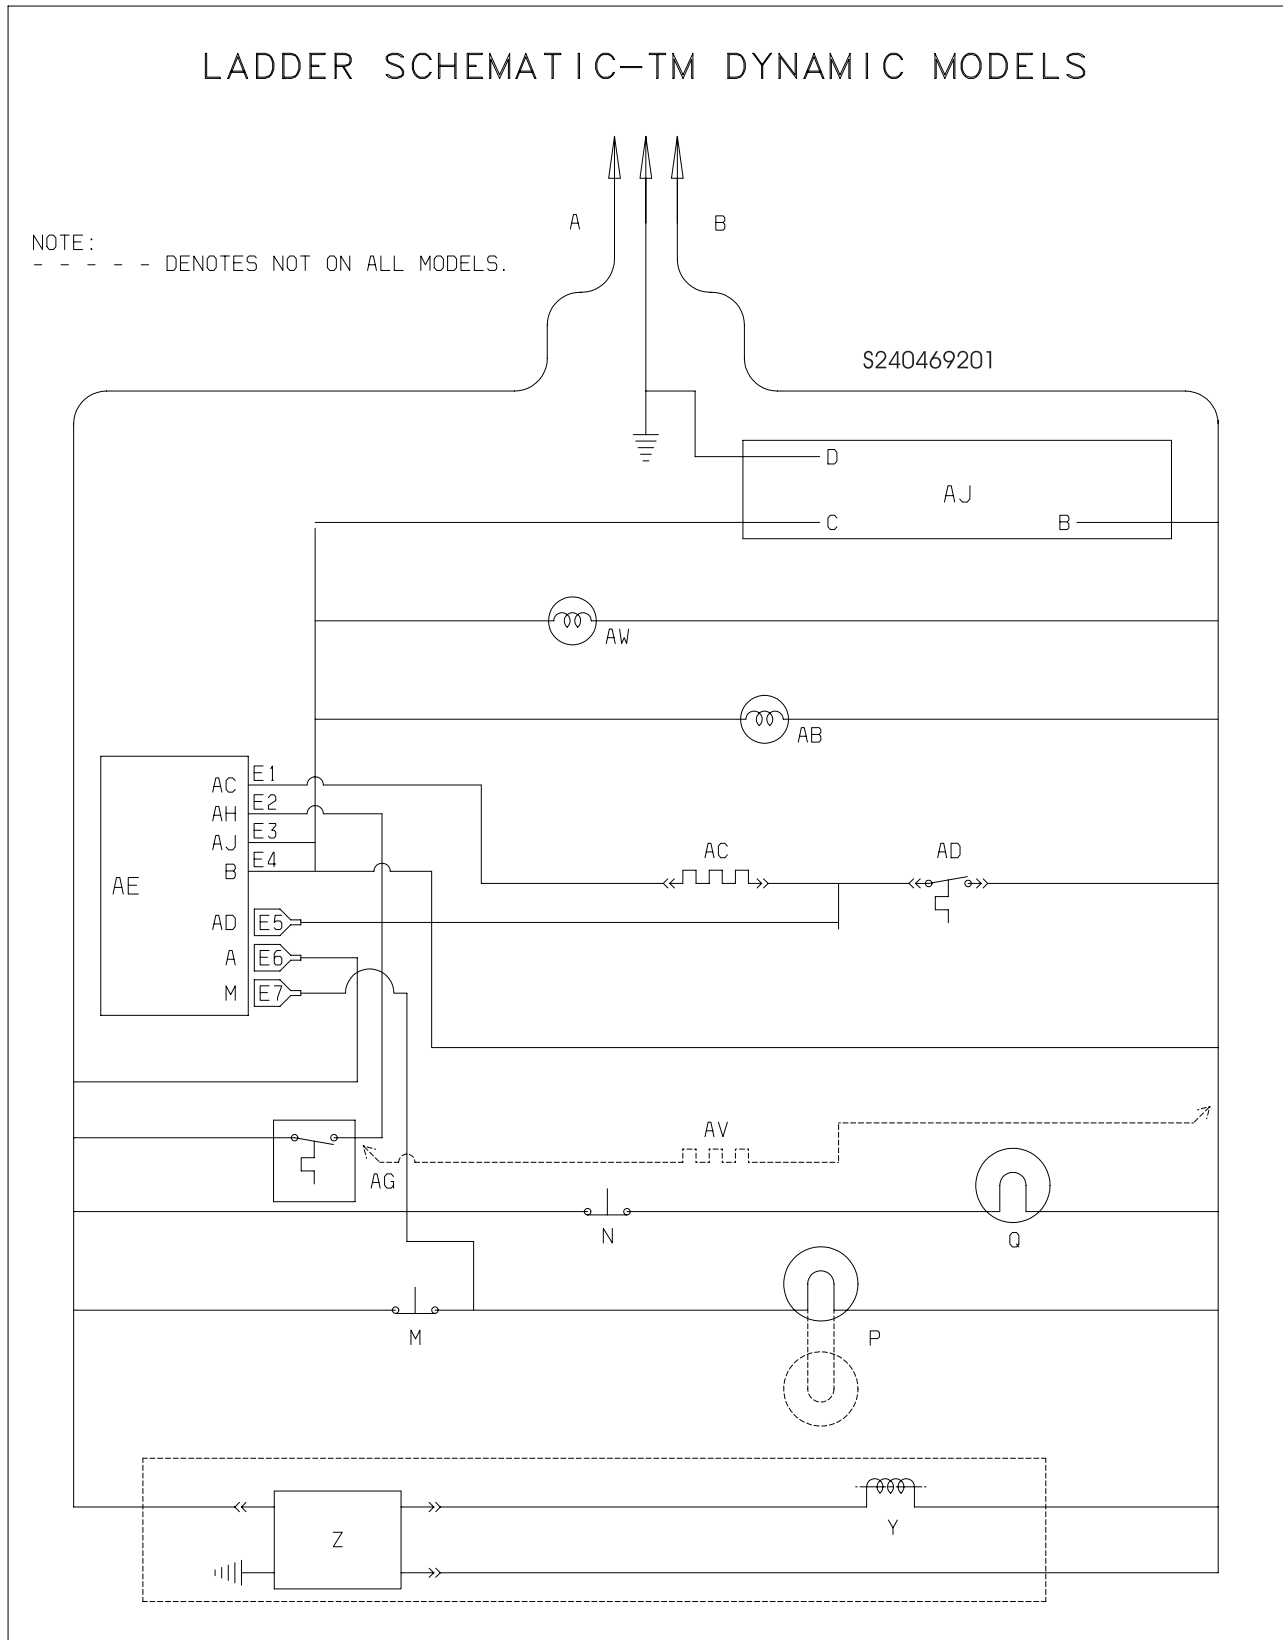 LADDER SCHEMATIC-TM DYNAMIC MODELS
A
B
NOTE:
- - - - - DENOTES NOT ON ALL MODELS.
S240469201
D
AJ
C
B
AW
AB
AC
E1
AH
E2
AJ
E3
B
E4
AE
AC
AD
AD
E5
A
E6
M
E7
AV
AG
N
Q
M
P
Z
Y